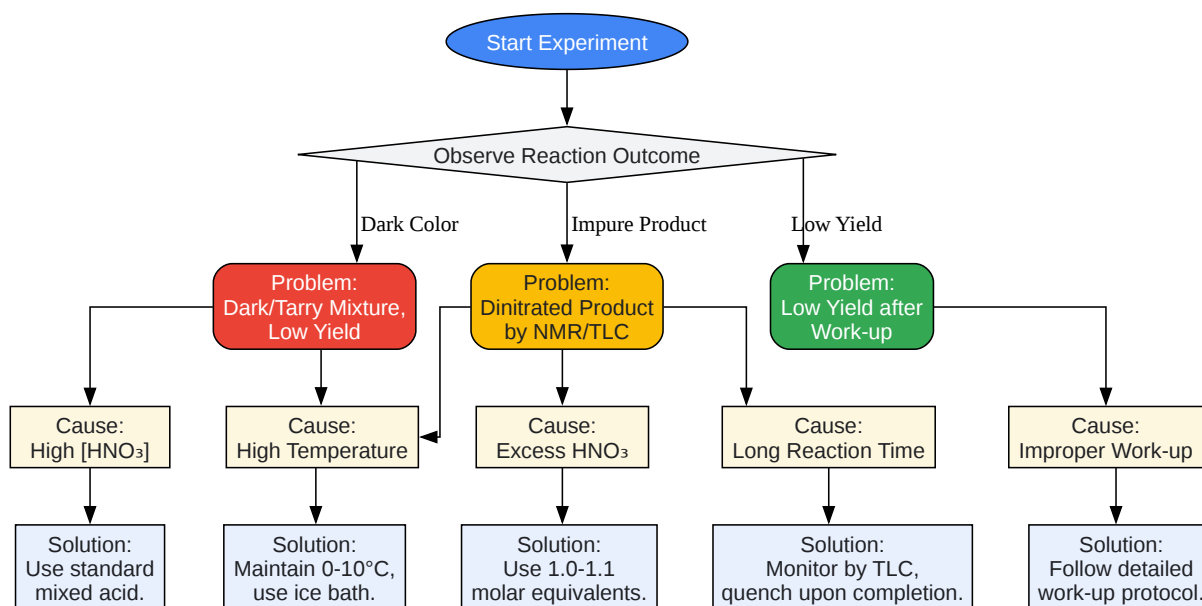 Start Experiment
Observe Reaction Outcome
Dark Color
Impure Product
Low Yield
Problem:
Dark/Tarry Mixture,
Low Yield
Problem:
Dinitrated Product
by NMR/TLC
Problem:
Low Yield after
Work-up
Cause:
High [HNO₃]
Cause:
High Temperature
Cause:
Excess HNO₃
Cause:
Long Reaction Time
Cause:
Improper Work-up
Solution:
Use standard
mixed acid.
Solution:
Maintain 0-10°C,
use ice bath.
Solution:
Use 1.0-1.1
molar equivalents.
Solution:
Monitor by TLC,
quench upon completion.
Solution:
Follow detailed
work-up protocol.